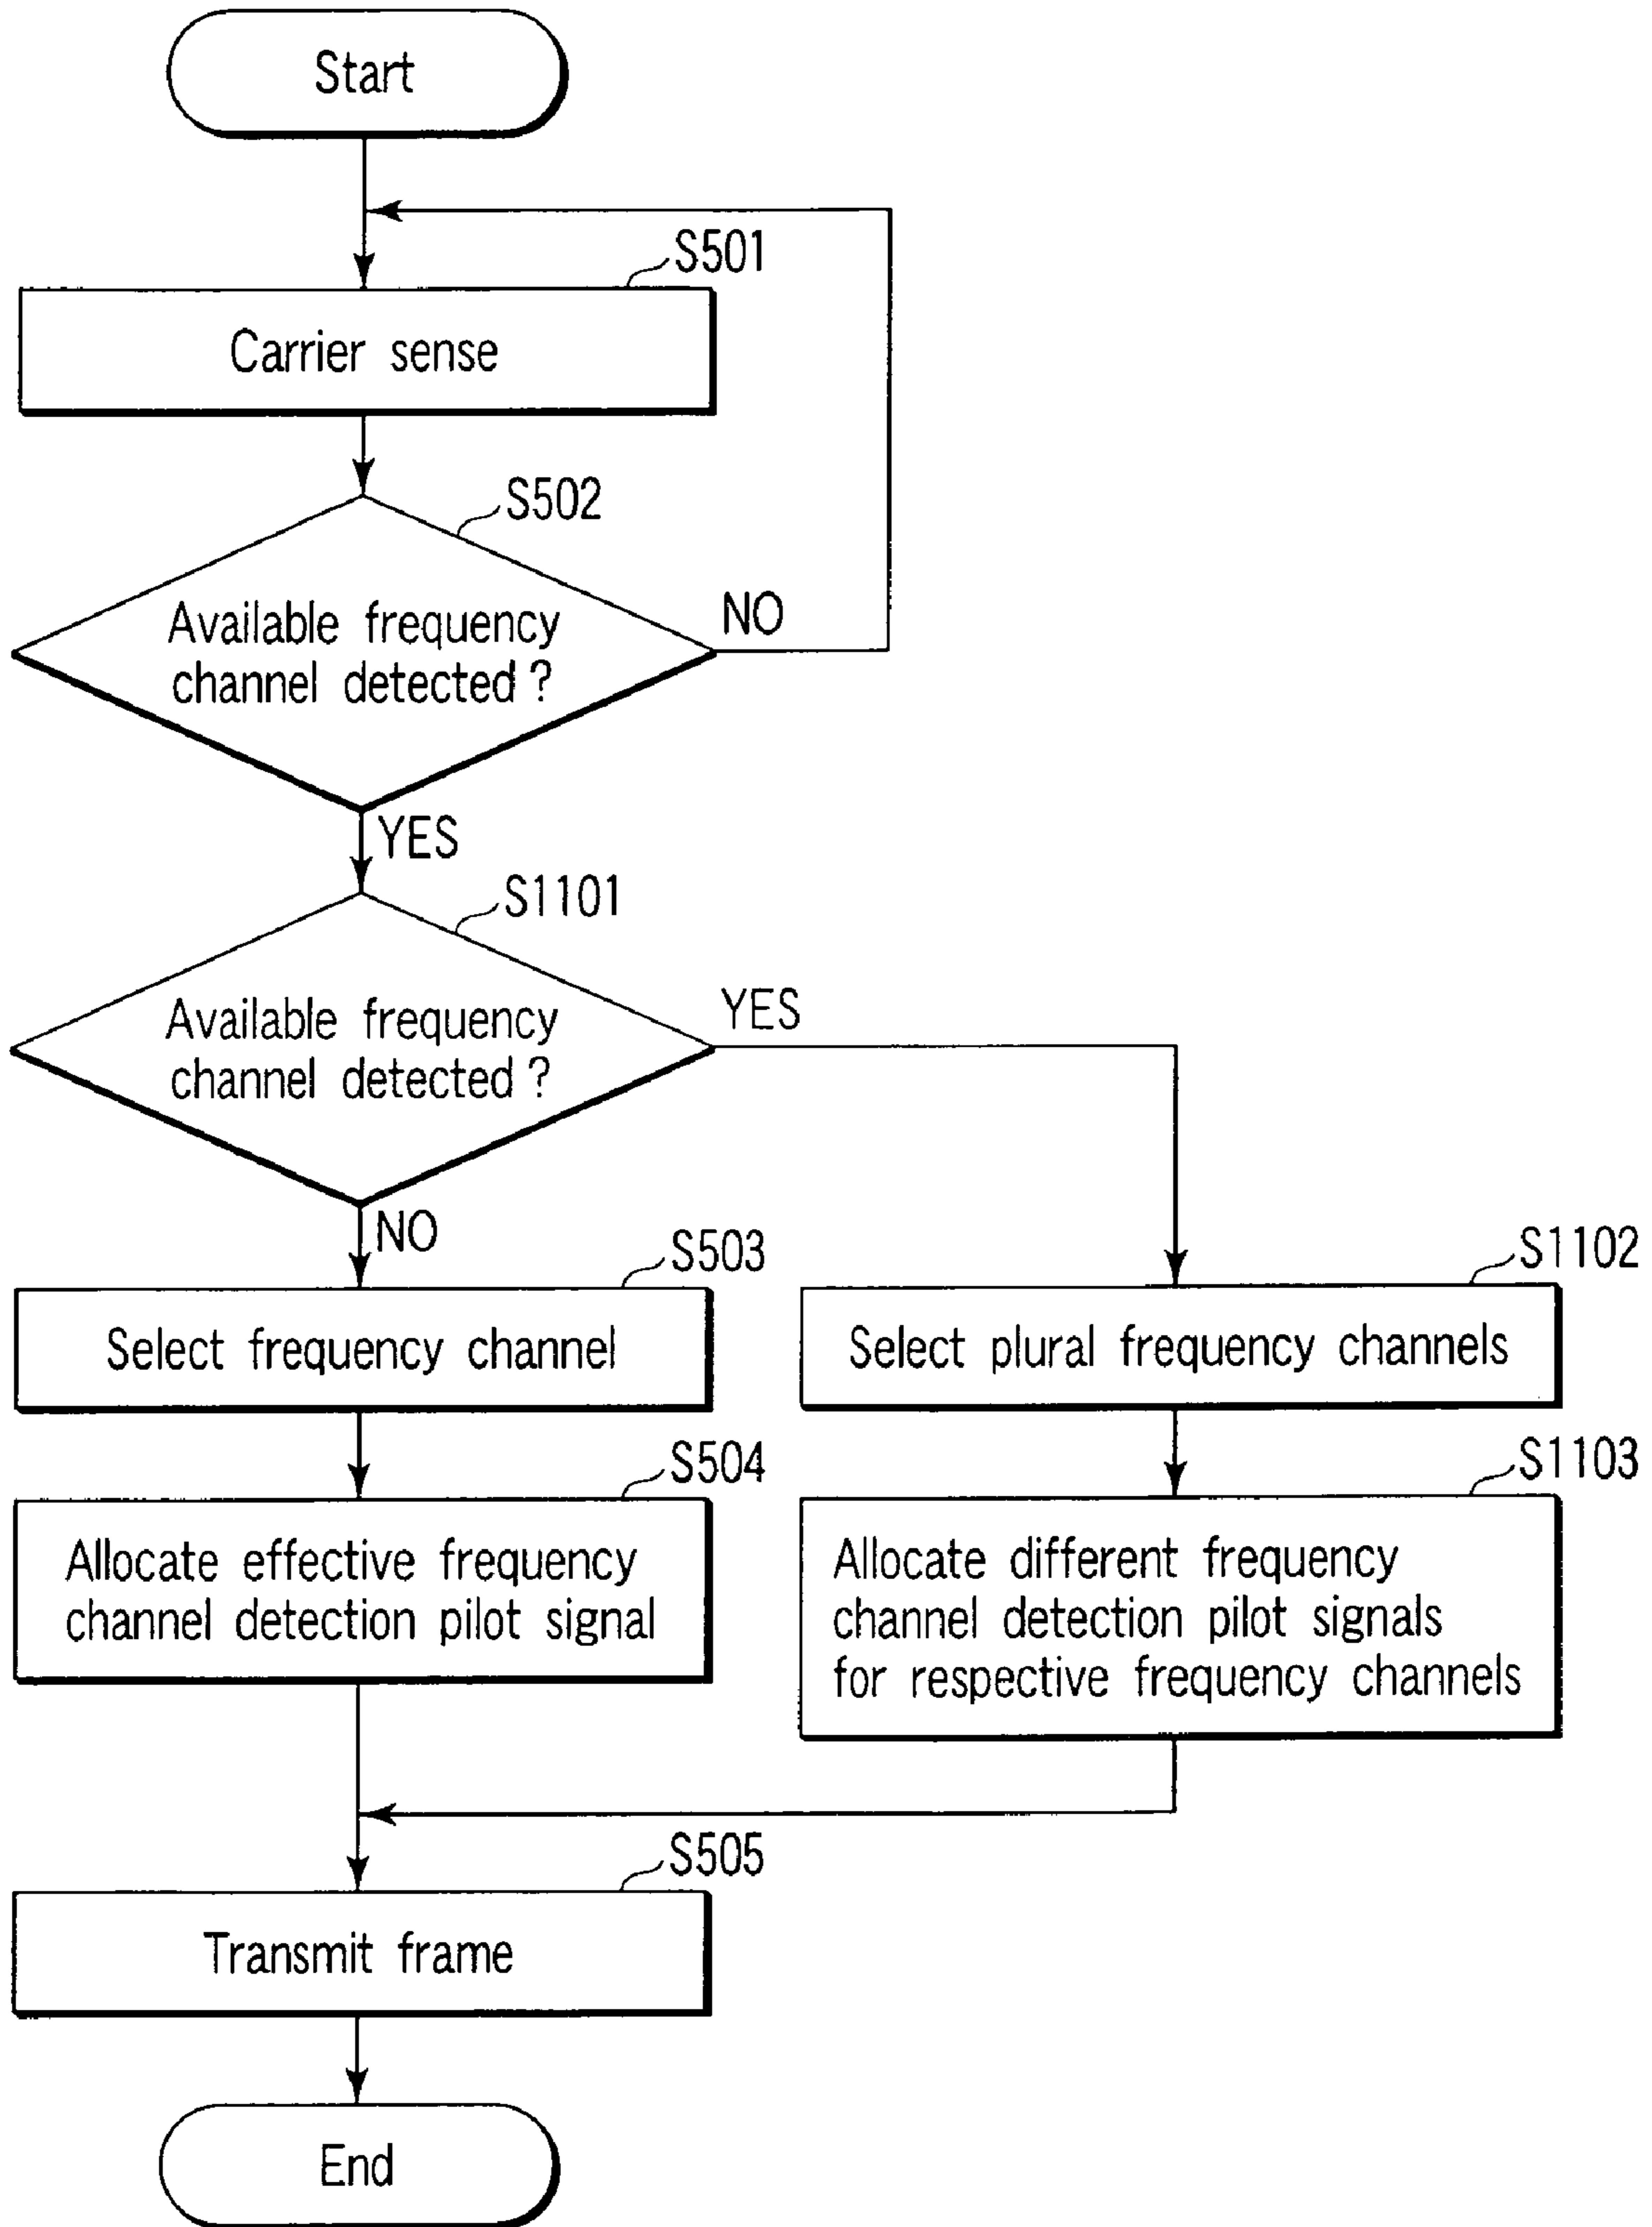 Start
S501
Carrier sense
S502
Available frequency
channel detected ?
NO
YES
S1101
Available frequency
channel detected ?
YES
NO
S503
Select frequency channel
S1102
Select plural frequency channels
S504
Allocate effective frequency
channel detection pilot signal
S1103
Allocate different frequency
channel detection pilot signals
for respective frequency channels
S505
Transmit frame
End